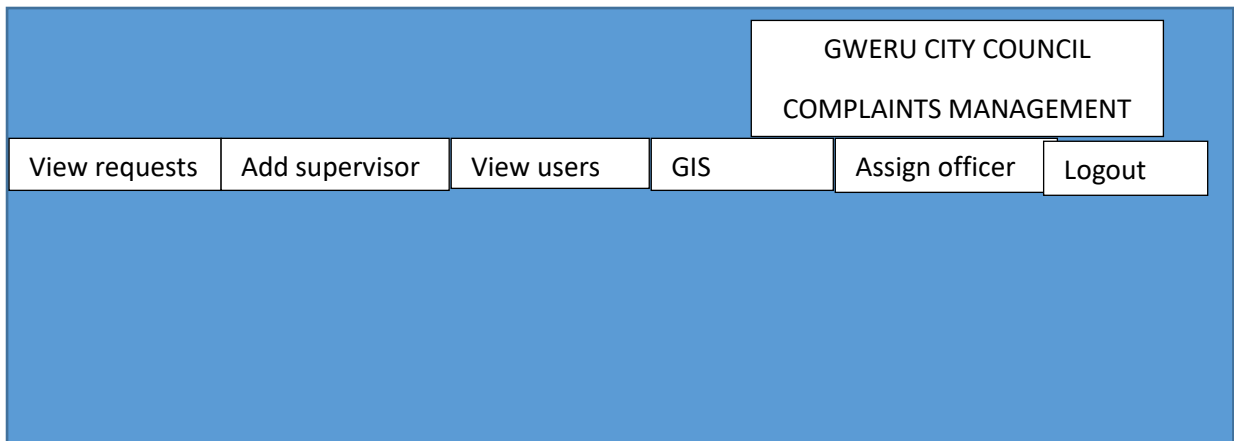 GWERU CITY COUNCIL
COMPLAINTS MANAGEMENT
View requests
Add supervisor
View users
GIS
Assign officer
Logout